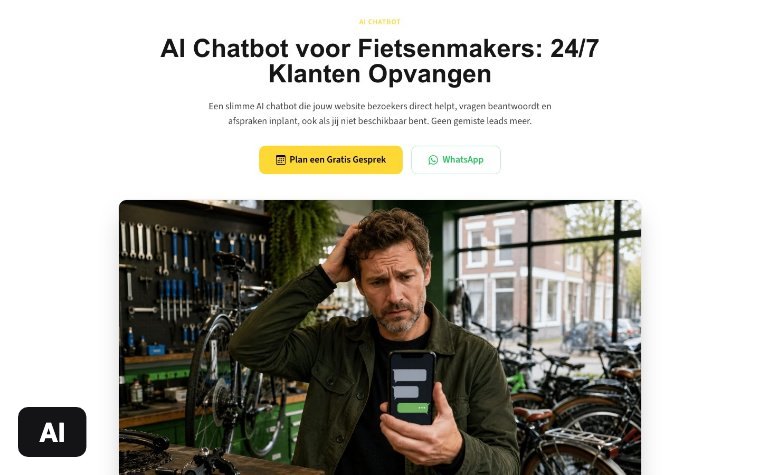 AI CHATBOT
AI Chatbot voor Fietsenmakers: 24/7
Klanten Opvangen
Een slimme AI chatbot die jouw website bezoekers direct helpt, vragen beantwoordt en
afspraken inplant, ook als jij niet beschikbaar bent. Geen gemiste leads meer.
Plan een Gratis Gesprek
WhatsApp
AI